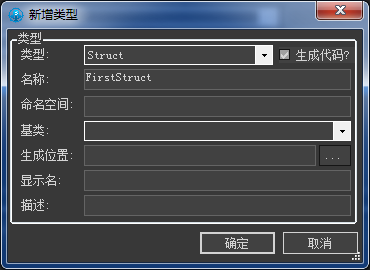 新增类型
类型
类型: Struct 生成代码?
名称: FirstStruct
命名空间:
基类:
生成位置: ...
显示名:
描述:
确定 取消